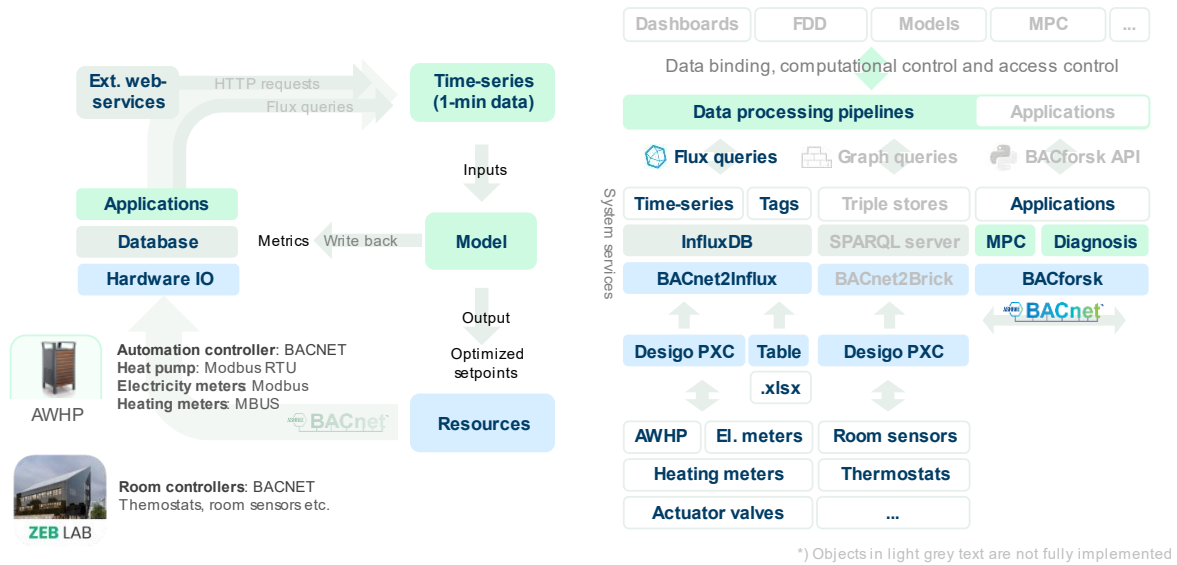 Ext. web-
services
HTTP requests
Flux queries
Time-series
(1-min data)
Inputs
Applications
Database
Hardware IO
Metrics
Write back
Model
Output
Optimized
setpoints
Resources
AWHP
Automation controller: BACNET
Heat pump: Modbus RTU
Electricity meters: Modbus
Heating meters: MBUS
BACnet™
ZEB LAB
Room controllers: BACNET
Themostats, room sensors etc.
Dashboards
FDD
Models
MPC
...
Data binding, computational control and access control
Data processing pipelines
Applications
Flux queries
Graph queries
BACforsk API
System services
Time-series
Tags
Triple stores
Applications
InfluxDB
SPARQL server
MPC
Diagnosis
BACnet2Influx
BACnet2Brick
BACforsk
ASHRAE BACnet™
Desigo PXC
Table
Desigo PXC
.xlsx
AWHP
El. meters
Room sensors
Heating meters
Thermostats
Actuator valves
...
*) Objects in light grey text are not fully implemented